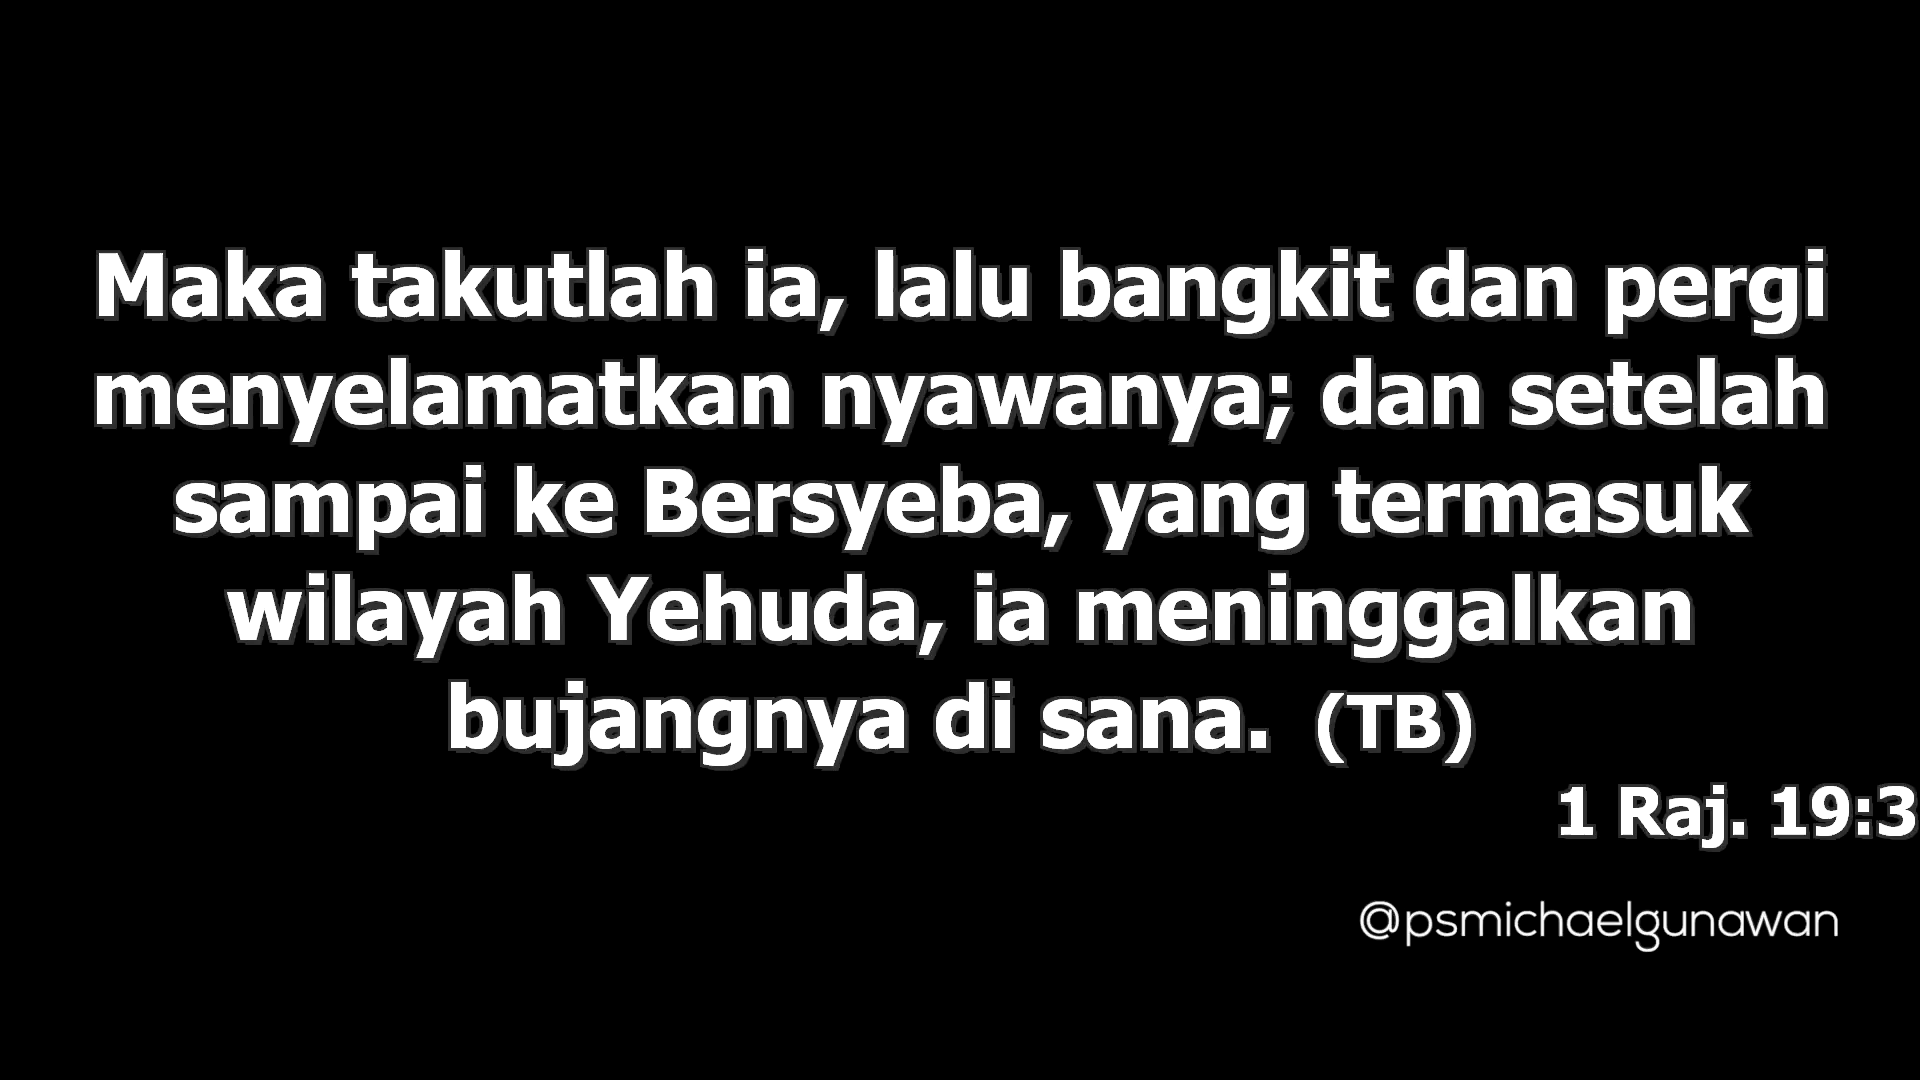 Maka takutlah ia, lalu bangkit dan pergi
menyelamatkan nyawanya; dan setelah
sampai ke Bersyeba, yang termasuk
wilayah Yehuda, ia meninggalkan
bujangnya di sana. (TB)
1 Raj. 19:3
@psmichaelgunawan